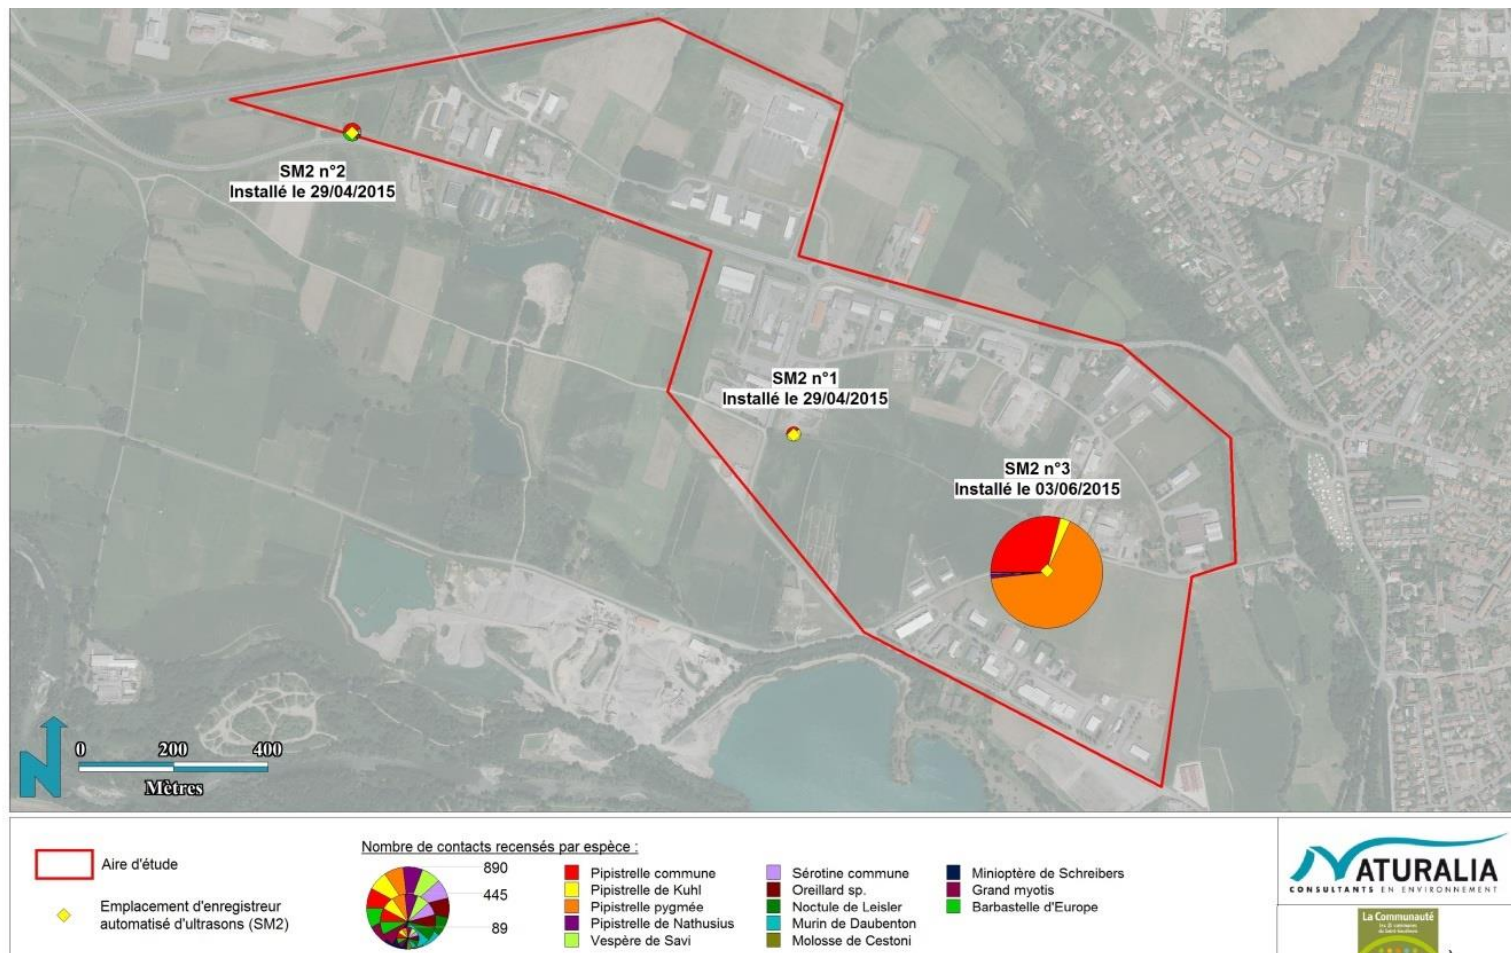 SM2 n°2
Installé le 29/04/2015
SM2 n°1
Installé le 29/04/2015
SM2 n°3
Installé le 03/06/2015
N
0 200 400
Mètres
Aire d'étude
Emplacement d'enregistreur
automatisé d'ultrasons (SM2)
Nombre de contacts recensés par espèce :
890
445
89
Pipistrelle commune
Pipistrelle de Kuhl
Pipistrelle pygmée
Pipistrelle de Nathusius
Vespère de Savi
Sérotine commune
Oreillard sp.
Noctule de Leisler
Murin de Daubenton
Molosse de Cestoni
Minioptère de Schreibers
Grand myotis
Barbastelle d'Europe
NATURALIA
CONSULTANTS EN ENVIRONNEMENT
La Communauté